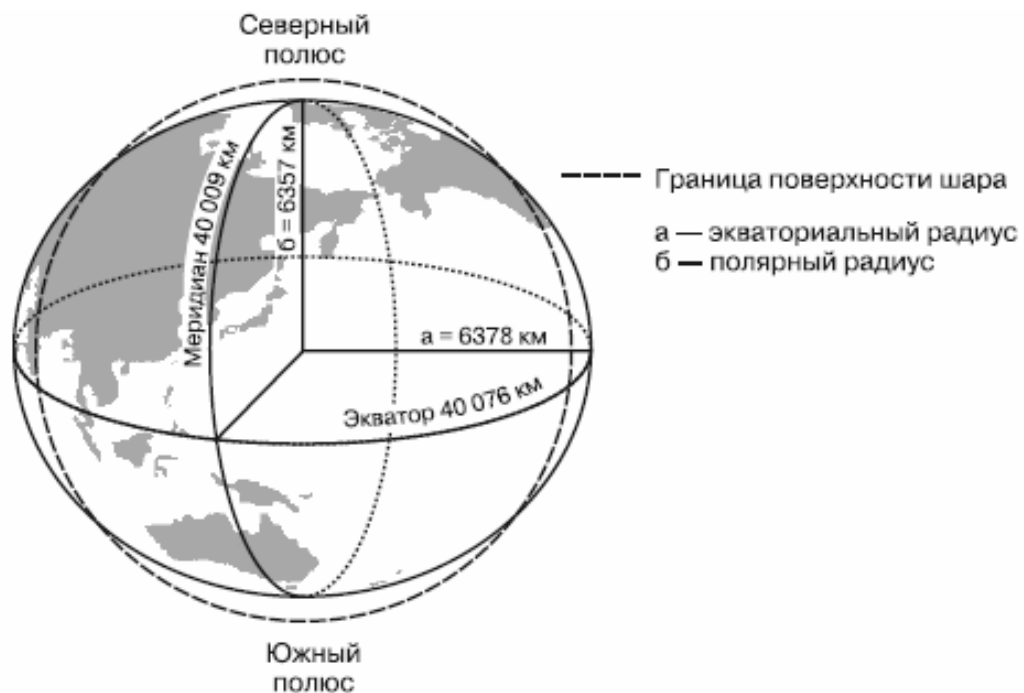 Северный
полюс
Меридиан 40 009 км
б = 6357 км
а = 6378 км
Экватор 40 076 км
Южный
полюс
Граница поверхности шара
а — экваториальный радиус
б — полярный радиус